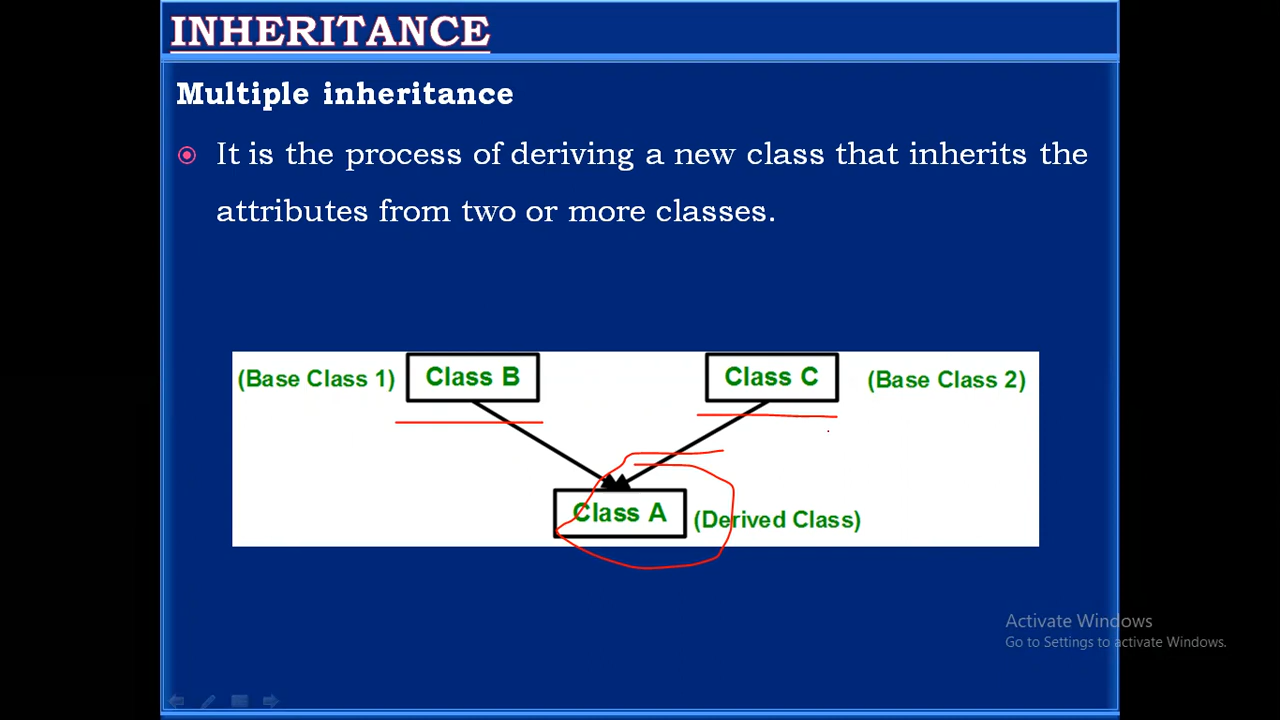 INHERITANCE
Multiple inheritance
It is the process of deriving a new class that inherits the
attributes from two or more classes.
(Base Class 1) Class B Class C (Base Class 2)
Class A (Derived Class)
Activate Windows
Go to Settings to activate Windows.